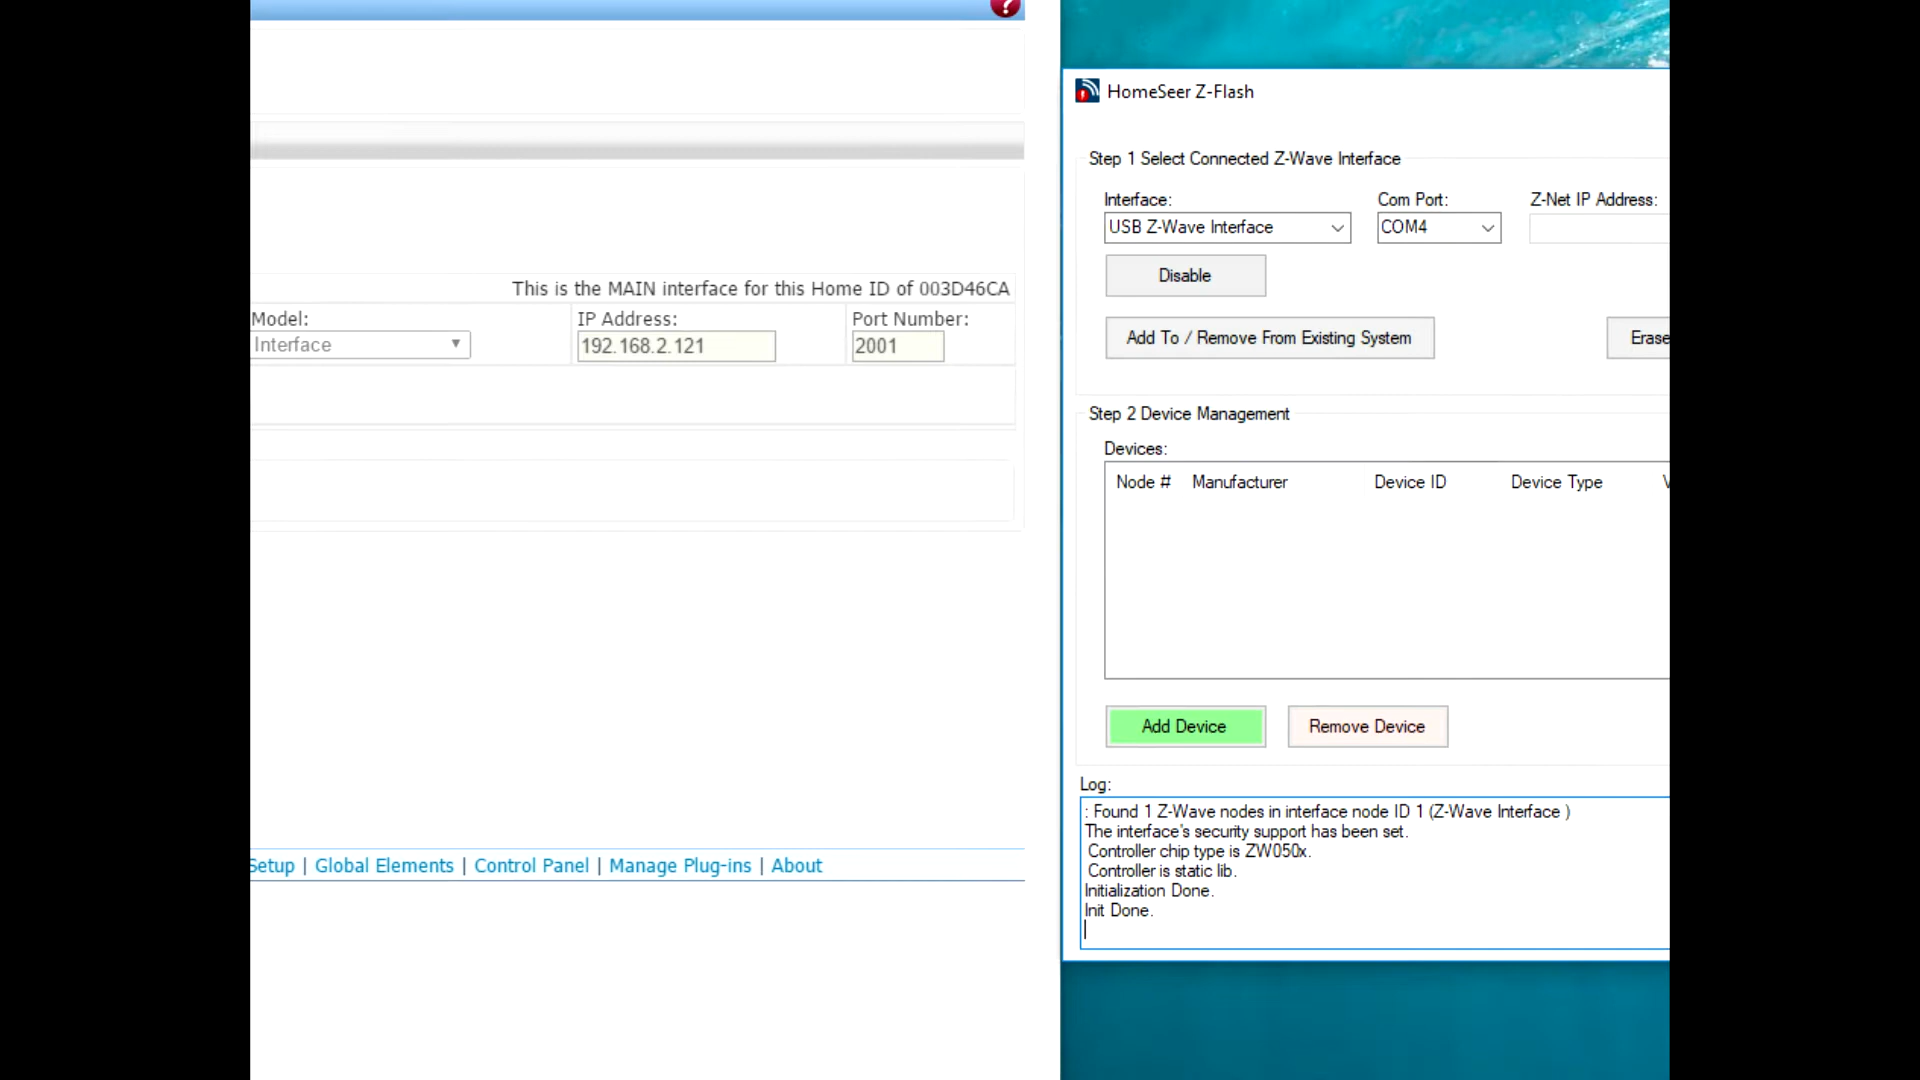 ?
This is the MAIN interface for this Home ID of 003D46CA
Model: IP Address: Port Number:
Interface 192.168.2.121 2001
Setup | Global Elements | Control Panel | Manage Plug-ins | About
HomeSeer Z-Flash
Step 1 Select Connected Z-Wave Interface
Interface: Com Port: Z-Net IP Address:
USB Z-Wave Interface COM4
Disable
Add To / Remove From Existing System Erase
Step 2 Device Management
Devices:
Node # Manufacturer Device ID Device Type
Add Device Remove Device
Log:
: Found 1 Z-Wave nodes in interface node ID 1 (Z-Wave Interface )
The interface's security support has been set.
Controller chip type is ZW050x.
Controller is static lib.
Initialization Done.
Init Done.